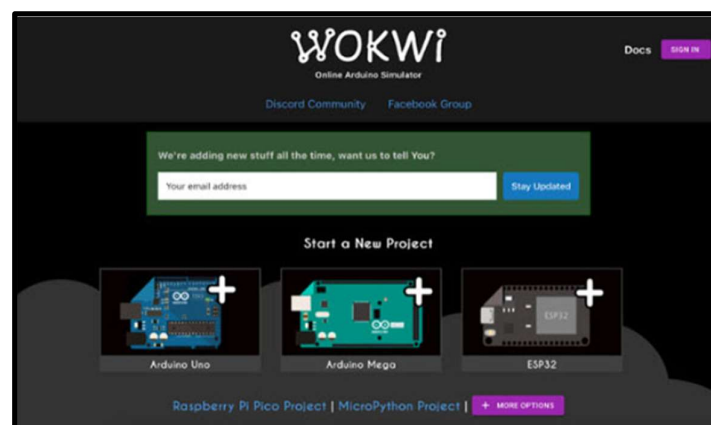 WOKWi
Online Arduino Simulator
Docs
SIGN IN
Discord Community Facebook Group
We're adding new stuff all the time, want us to tell You?
Your email address
Stay Updated
Start a New Project
ESP32
Arduino Uno
Arduino Mega
ESP32
Raspberry Pi Pico Project | MicroPython Project | + MORE OPTIONS